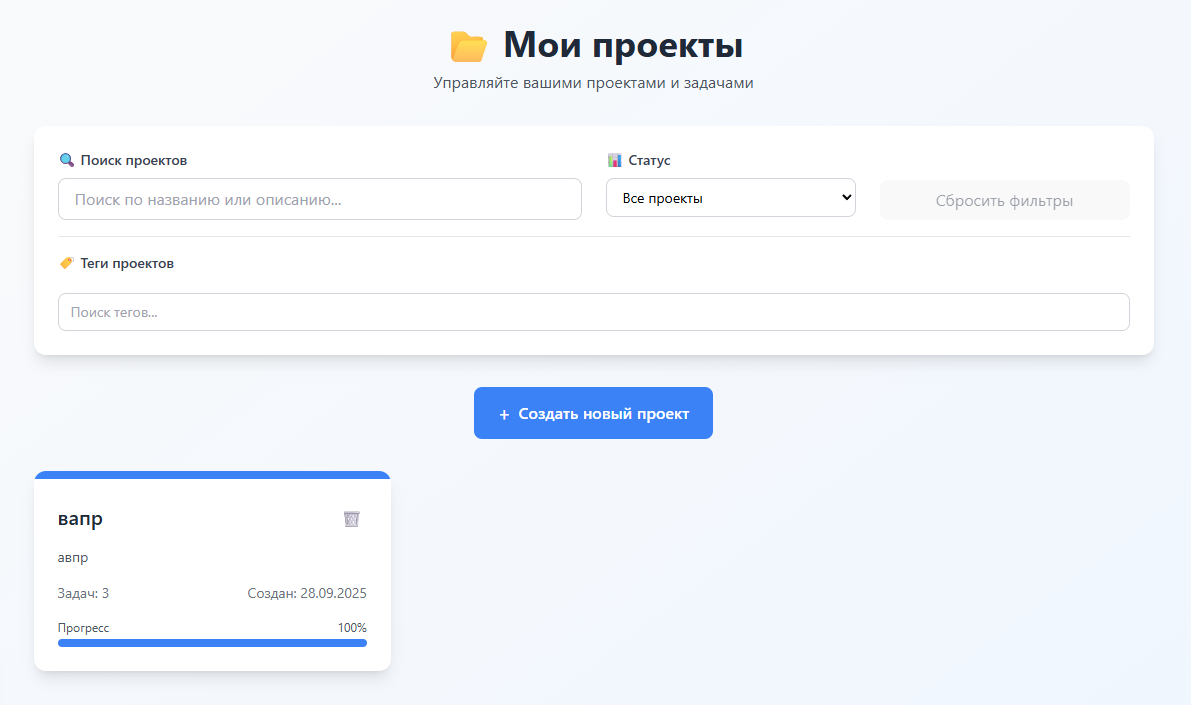 Мои проекты
Управляйте вашими проектами и задачами
Поиск проектов
Статус
Поиск по названию или описанию...
Все проекты
Сбросить фильтры
Теги проектов
Поиск тегов...
+ Создать новый проект
вапр
авпр
Задач: 3
Создан: 28.09.2025
Прогресс
100%